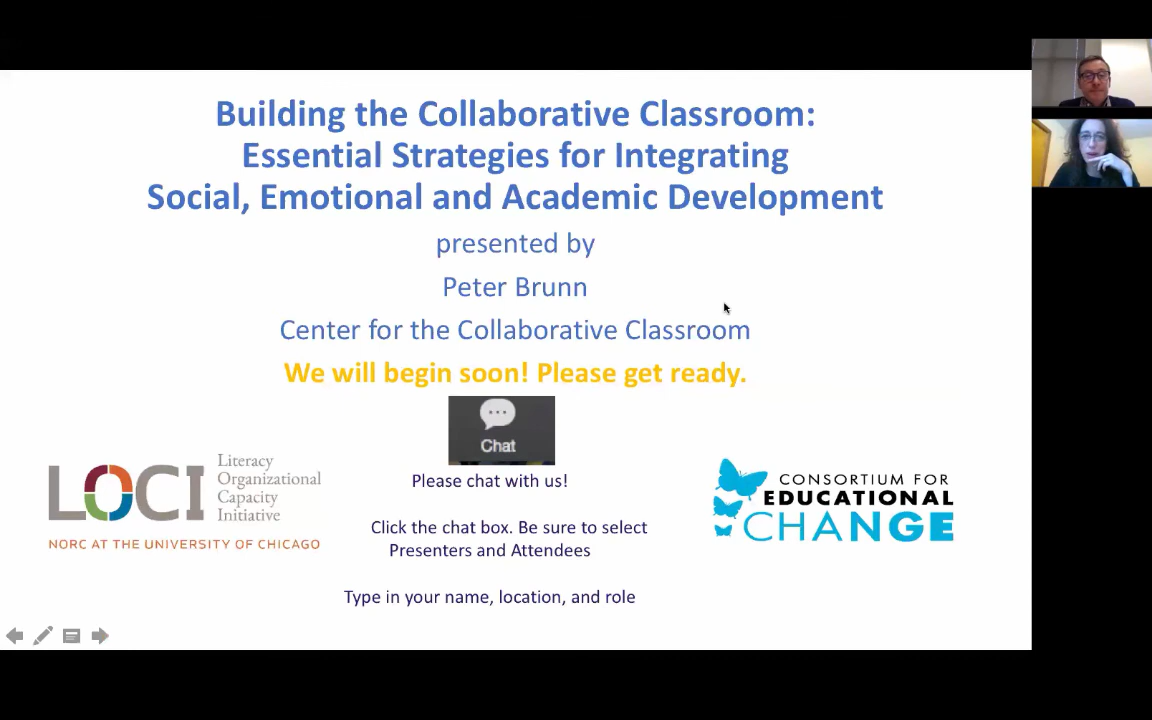 Building the Collaborative Classroom:
Essential Strategies for Integrating
Social, Emotional and Academic Development
presented by
Peter Brunn
Center for the Collaborative Classroom
We will begin soon! Please get ready.
Chat
Please chat with us!
Click the chat box. Be sure to select
Presenters and Attendees
Type in your name, location, and role
LOCI
Literacy
Organizational
Capacity
Initiative
NORC AT THE UNIVERSITY OF CHICAGO
CONSORTIUM FOR
EDUCATIONAL
CHANGE